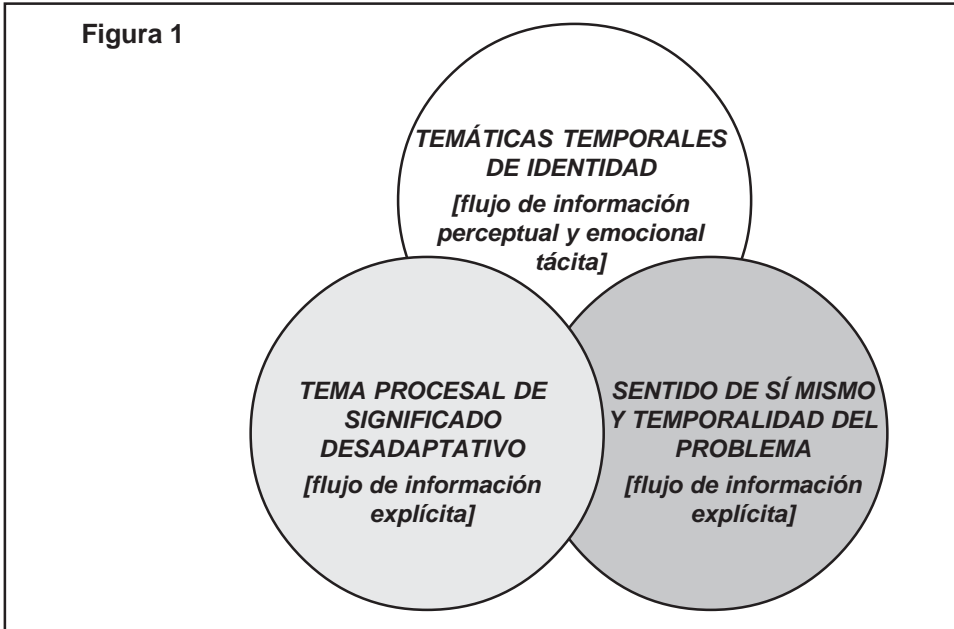 Figura 1
TEMÁTICAS TEMPORALES
DE IDENTIDAD
[flujo de información
perceptual y emocional
tácita]
TEMA PROCESAL DE
SIGNIFICADO
DESADAPTATIVO
[flujo de información
explícita]
SENTIDO DE SÍ MISMO
Y TEMPORALIDAD DEL
PROBLEMA
[flujo de información
explícita]